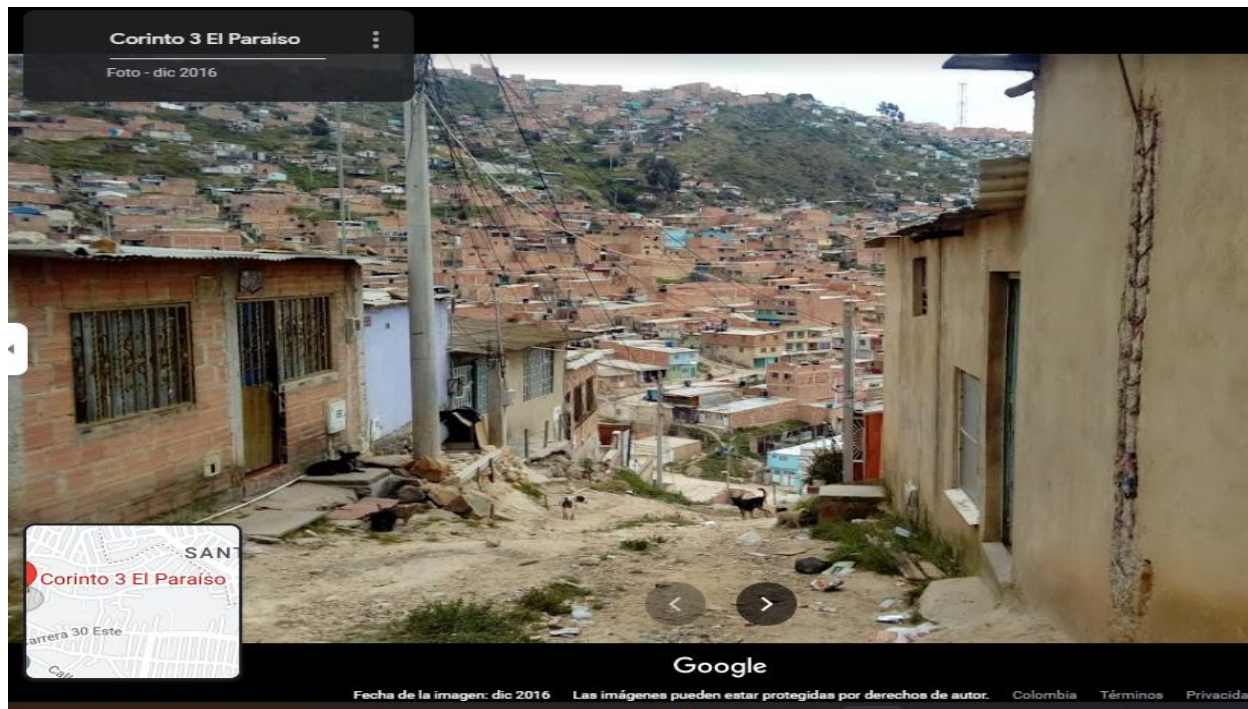 Corinto 3 El Paraíso
Foto - dic 2016
SANT
Corinto 3 El Paraíso
arrera 30 Este
Google
Fecha de la imagen: dic 2016 Las imágenes pueden estar protegidas por derechos de autor. Colombia Términos Privacida